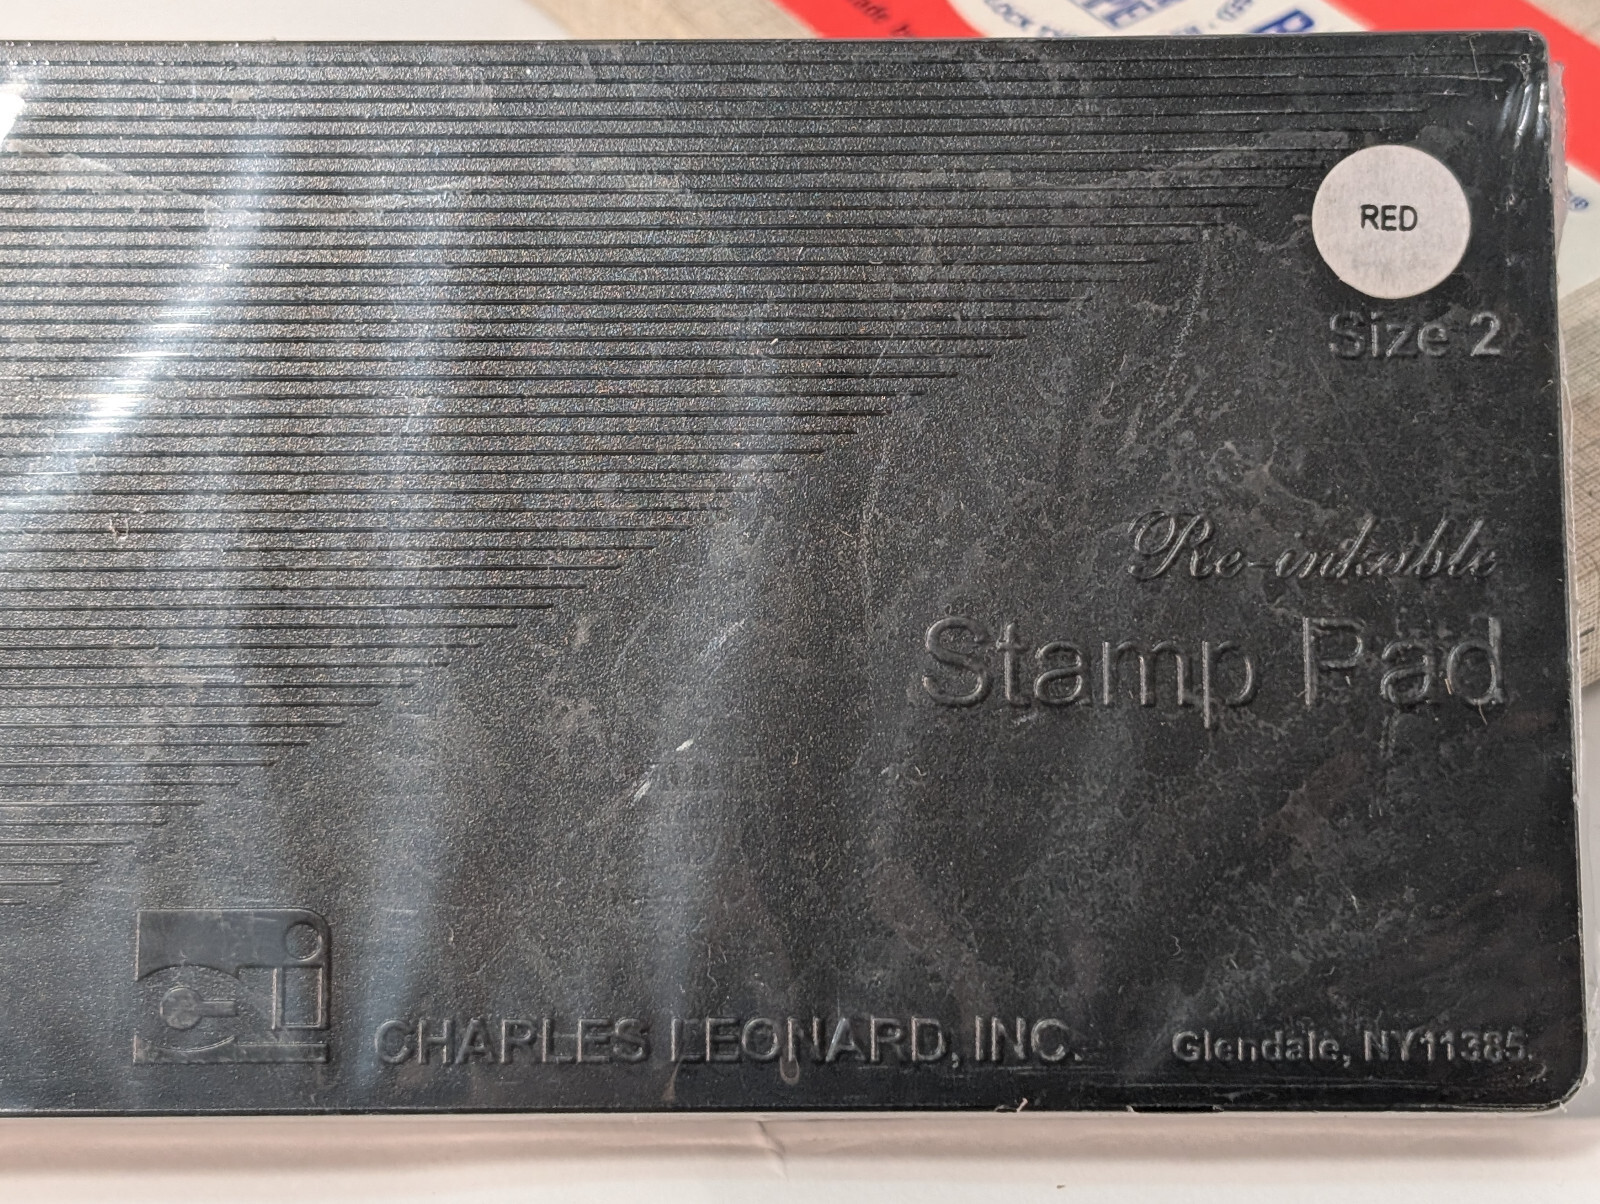 RED
Size 2
Re-inkable
Stamp Pad
CHARLES LEONARD, INC. Glendale, NY11385.